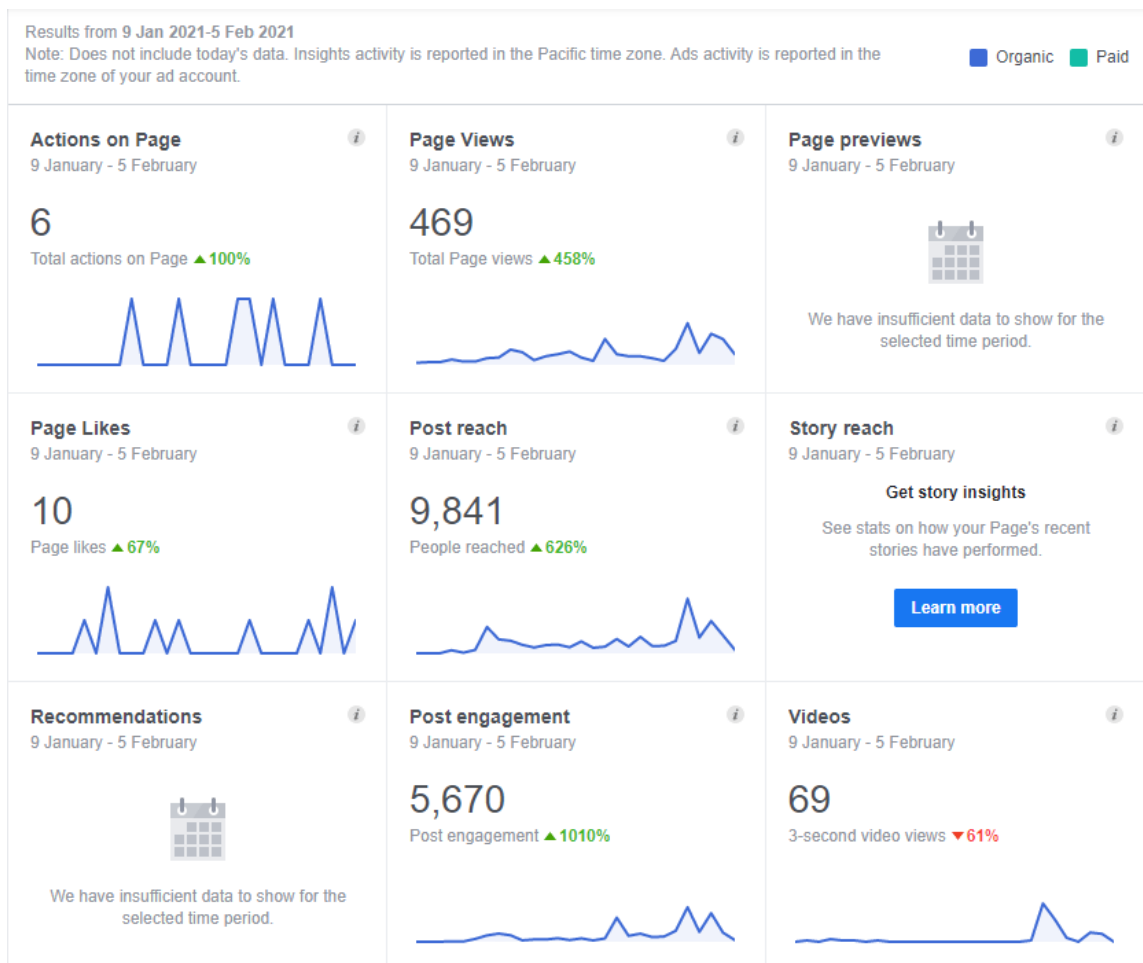 Results from 9 Jan 2021-5 Feb 2021
Note: Does not include today's data. Insights activity is reported in the Pacific time zone. Ads activity is reported in the
time zone of your ad account.
Organic Paid
Actions on Page
9 January - 5 February
6
Total actions on Page 100%
Page Views
9 January - 5 February
469
Total Page views 458%
Page previews
9 January - 5 February
We have insufficient data to show for the
selected time period.
Page Likes
9 January - 5 February
10
Page likes 67%
Post reach
9 January - 5 February
9,841
People reached 626%
Story reach
9 January - 5 February
Get story insights
See stats on how your Page's recent
stories have performed.
Learn more
Recommendations
9 January - 5 February
We have insufficient data to show for the
selected time period.
Post engagement
9 January - 5 February
5,670
Post engagement 1010%
Videos
9 January - 5 February
69
3-second video views 61%